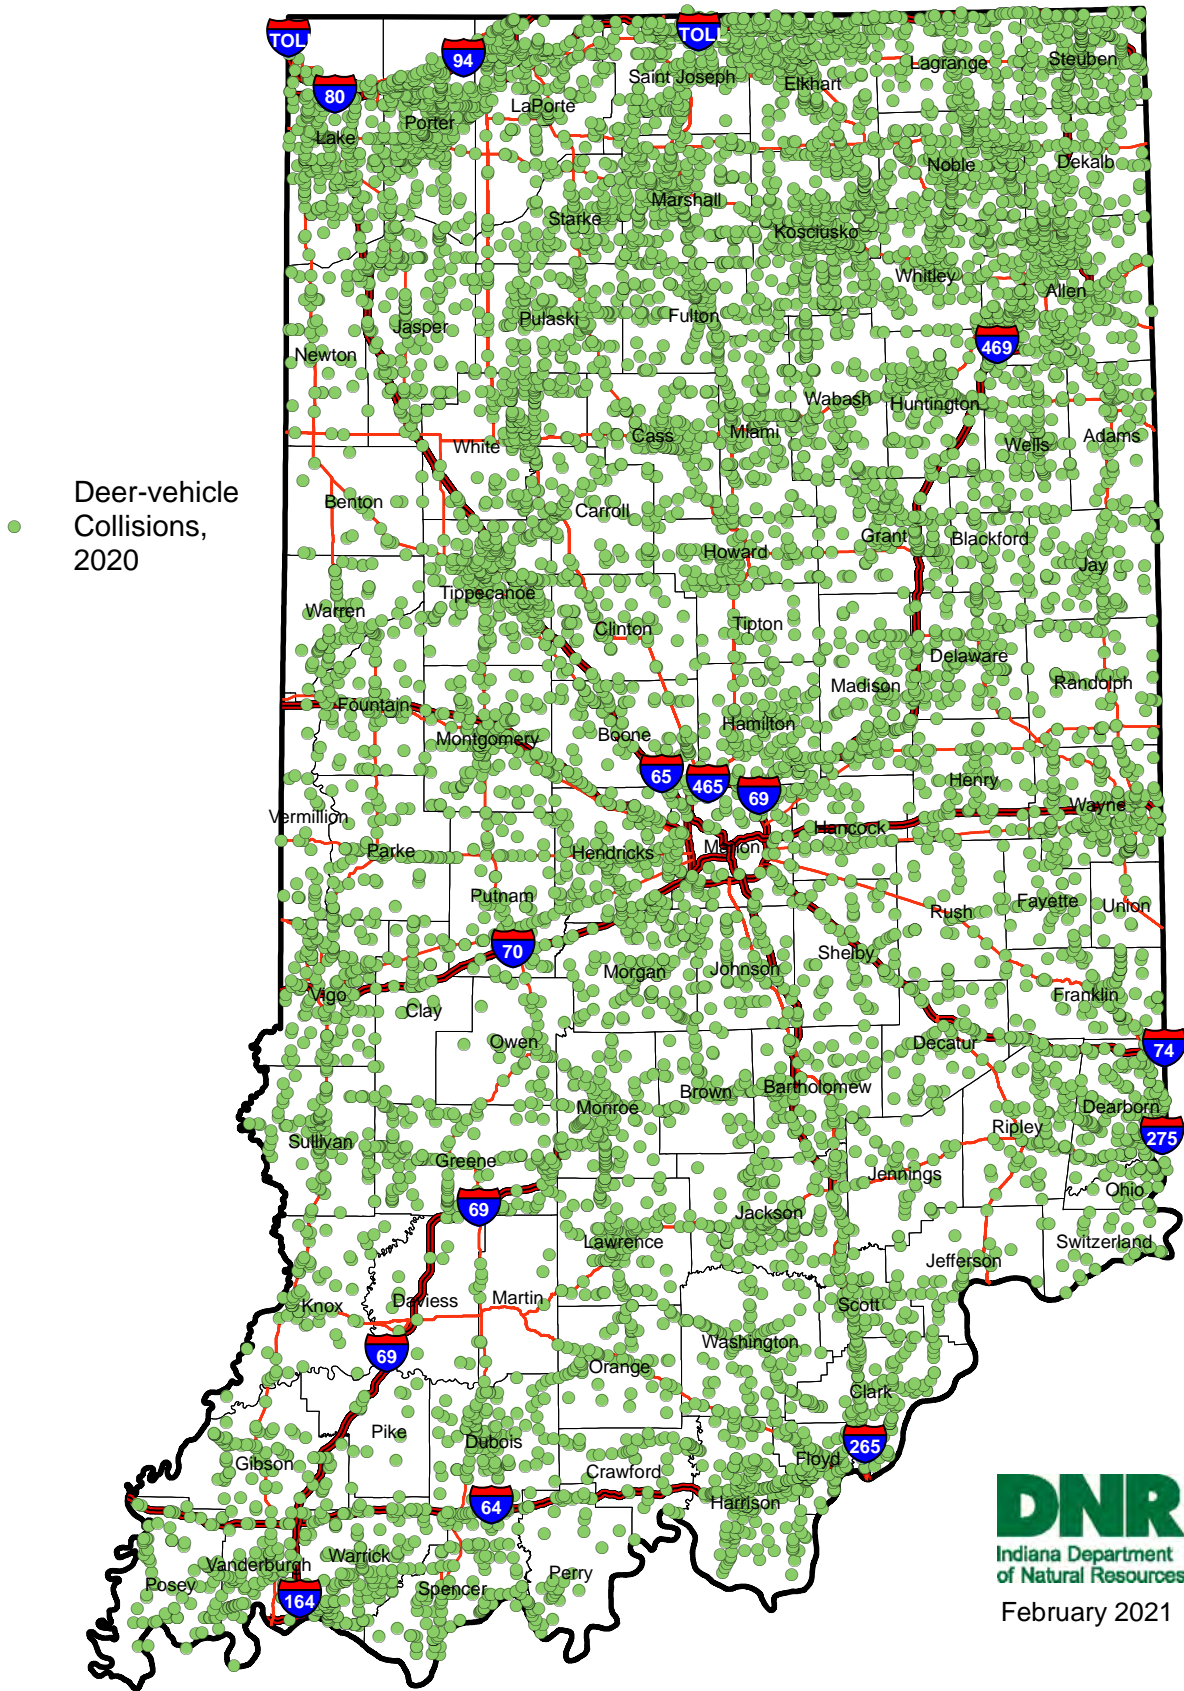 TOLL
TOLL
94
80
Saint Joseph
Lagrange
Steuben
Elkhart
LaPorte
Porter
Lake
Noble
Dekalb
Marshall
Starke
Kosciusko
Whitley
Allen
Pulaski
Fulton
Jasper
469
Newton
Wabash
Huntington
Miami
Cass
White
Wells
Adams
Deer-vehicle
Collisions,
2020
Benton
Carroll
Grant
Blackford
Howard
Jay
Tippecanoe
Warren
Clinton
Tipton
Delaware
Madison
Randolph
Fountain
Hamilton
Boone
Montgomery
65
465
69
Henry
Wayne
Vermillion
Hancock
Marion
Parke
Hendricks
Putnam
Fayette
Union
Rush
70
Shelby
Morgan
Johnson
Vigo
Franklin
Clay
Owen
Decatur
74
Brown
Bartholomew
Monroe
Dearborn
Ripley
275
Sullivan
Greene
Jennings
Ohio
69
Jackson
Lawrence
Switzerland
Jefferson
Martin
Daviess
Knox
Scott
Washington
69
Orange
Clark
Pike
Dubois
265
Floyd
Gibson
Crawford
64
Harrison
Vanderburgh
Warrick
Perry
Posey
Spencer
164
DNR
Indiana Department
of Natural Resources
February 2021